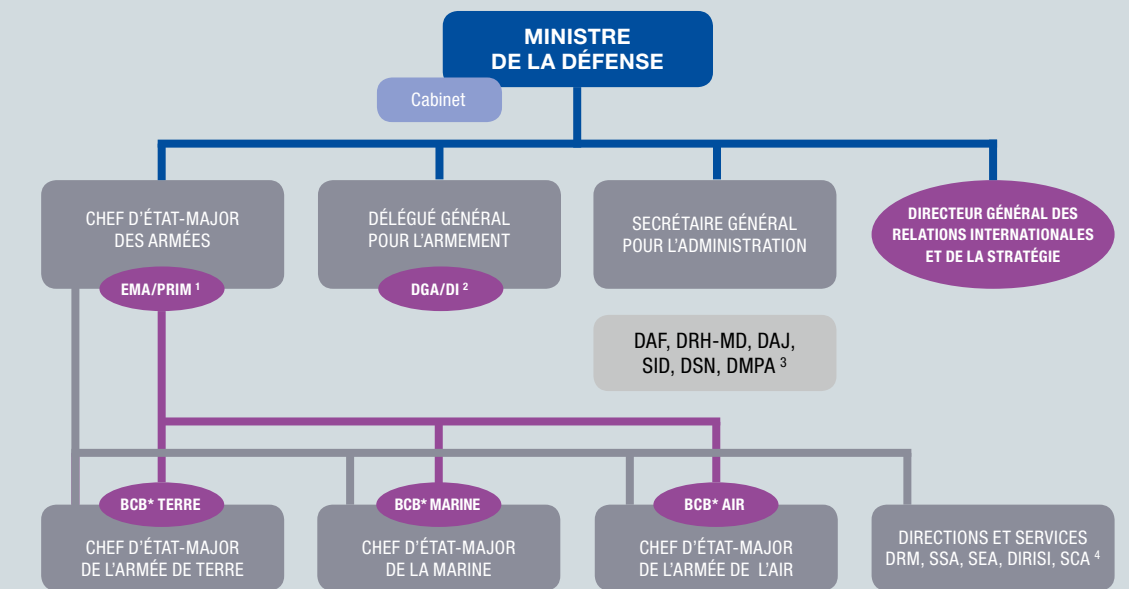 MINISTRE
DE LA DÉFENSE
Cabinet
CHEF D'ÉTAT-MAJOR
DES ARMÉES
EMA/PRIM ¹
DÉLÉGUÉ GÉNÉRAL
POUR L'ARMEMENT
DGA/DI ²
SECRÉTAIRE GÉNÉRAL
POUR L'ADMINISTRATION
DIRECTEUR GÉNÉRAL DES
RELATIONS INTERNATIONALES
ET DE LA STRATÉGIE
DAF, DRH-MD, DAJ,
SID, DSN, DMPA ³
BCB* TERRE
CHEF D'ÉTAT-MAJOR
DE L'ARMÉE DE TERRE
BCB* MARINE
CHEF D'ÉTAT-MAJOR
DE LA MARINE
BCB* AIR
CHEF D'ÉTAT-MAJOR
DE L'ARMÉE DE L'AIR
DIRECTIONS ET SERVICES
DRM, SSA, SEA, DIRISI, SCA ⁴